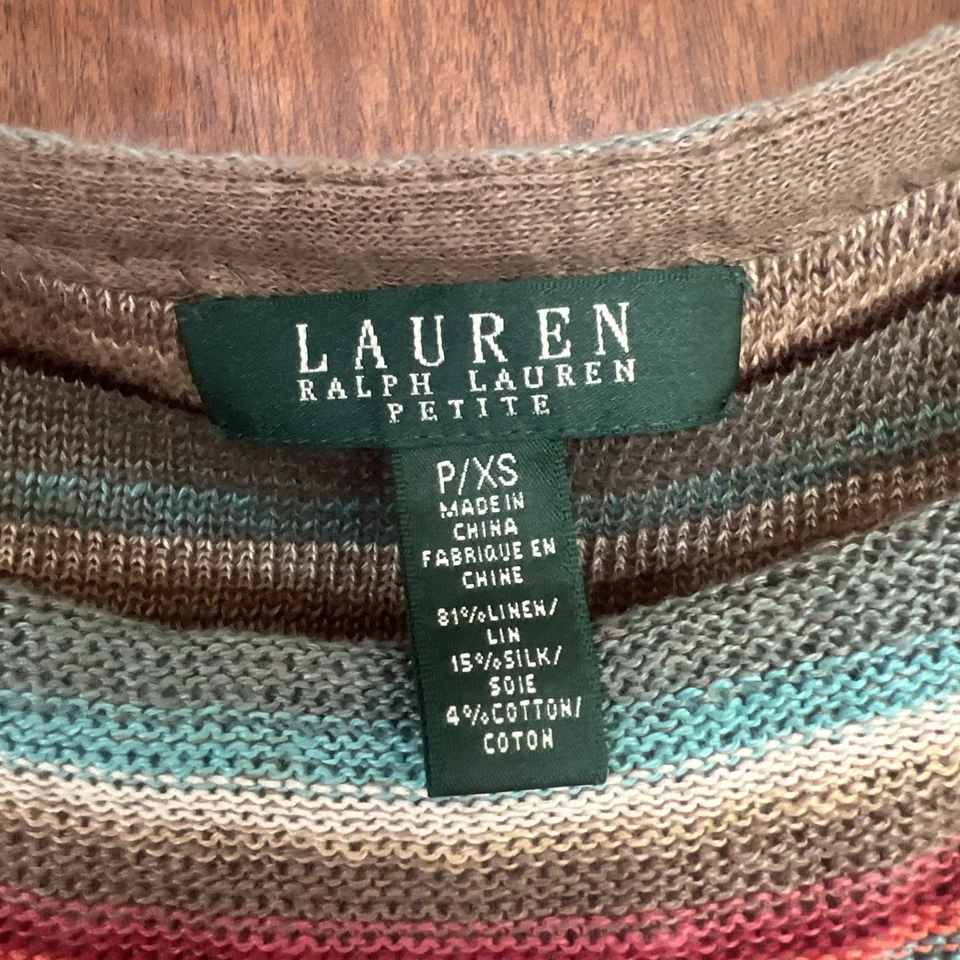 LAUREN
RALPH LAUREN
PETITE
P/XS
MADE IN
CHINA
FABRIQUE EN
CHINE
81%LINEN/
LIN
15%SILK/
SOIE
4%COTTON/
COTON